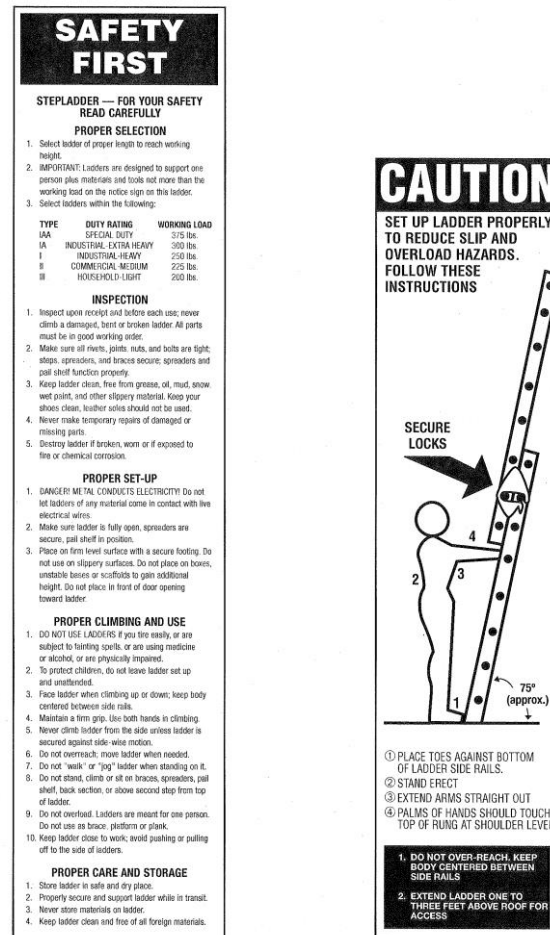 SAFETY
FIRST
STEPLADDER — FOR YOUR SAFETY
READ CAREFULLY
PROPER SELECTION
1. Select ladder of proper length to reach working
height.
2. IMPORTANT: Ladders are designed to support one
person plus materials and tools not more than the
working load on the notice sign on this ladder.
3. Select ladders within the following:
TYPE DUTY RATING WORKING LOAD
IAA SPECIAL DUTY 375 lbs.
IA INDUSTRIAL-EXTRA HEAVY 300 lbs.
I INDUSTRIAL-HEAVY 250 lbs.
II COMMERCIAL-MEDIUM 225 lbs.
III HOUSEHOLD-LIGHT 200 lbs.
INSPECTION
1. Inspect upon receipt and before each use; never
climb a damaged, bent or broken ladder. All parts
must be in good working order.
2. Make sure all rivets, joints, nuts, and bolts are tight;
steps, spreaders, and braces secure; spreaders and
pail shelf function properly.
3. Keep ladder clean, free from grease, oil, mud, snow,
wet paint, and other slippery material. Keep your
shoes clean, leather soles should not be used.
4. Never make temporary repairs of damaged or
missing parts.
5. Destroy ladder if broken, worn or if exposed to
fire or chemical corrosion.
PROPER SET-UP
1. DANGER! METAL CONDUCTS ELECTRICITY! Do not
let ladders of any material come in contact with live
electrical wires.
2. Make sure ladder is fully open, spreaders are
secure, pail shelf in position.
3. Place on firm level surface with a secure footing. Do
not use on slippery surfaces. Do not place on boxes,
unstable bases or scaffolds to gain additional
height. Do not place in front of door opening
toward ladder.
PROPER CLIMBING AND USE
1. DO NOT USE LADDERS if you tire easily, or are
subject to fainting spells, or are using medicine
or alcohol, or are physically impaired.
2. To protect children, do not leave ladder set up
and unattended.
3. Face ladder when climbing up or down; keep body
centered between side rails.
4. Maintain a firm grip. Use both hands in climbing.
5. Never climb ladder from the side unless ladder is
secured against side-wise motion.
6. Do not overreach; move ladder when needed.
7. Do not "walk" or "jog" ladder when standing on it.
8. Do not stand, climb or sit on braces, spreaders, pail
shelf, back section, or above second step from top
of ladder.
9. Do not overload. Ladders are meant for one person.
Do not use as brace, platform or plank.
10. Keep ladder close to work; avoid pushing or pulling
off to the side of ladders.
PROPER CARE AND STORAGE
1. Store ladder in safe and dry place.
2. Properly secure and support ladder while in transit.
3. Never store materials on ladder.
4. Keep ladder clean and free of all foreign materials.
CAUTION
SET UP LADDER PROPERLY
TO REDUCE SLIP AND
OVERLOAD HAZARDS.
FOLLOW THESE
INSTRUCTIONS
SECURE
LOCKS
4
2
3
1
75°
(approx.)
① PLACE TOES AGAINST BOTTOM
OF LADDER SIDE RAILS.
② STAND ERECT
③ EXTEND ARMS STRAIGHT OUT
④ PALMS OF HANDS SHOULD TOUCH
TOP OF RUNG AT SHOULDER LEVEL
1. DO NOT OVER-REACH. KEEP
BODY CENTERED BETWEEN
SIDE RAILS
2. EXTEND LADDER ONE TO
THREE FEET ABOVE ROOF FOR
ACCESS